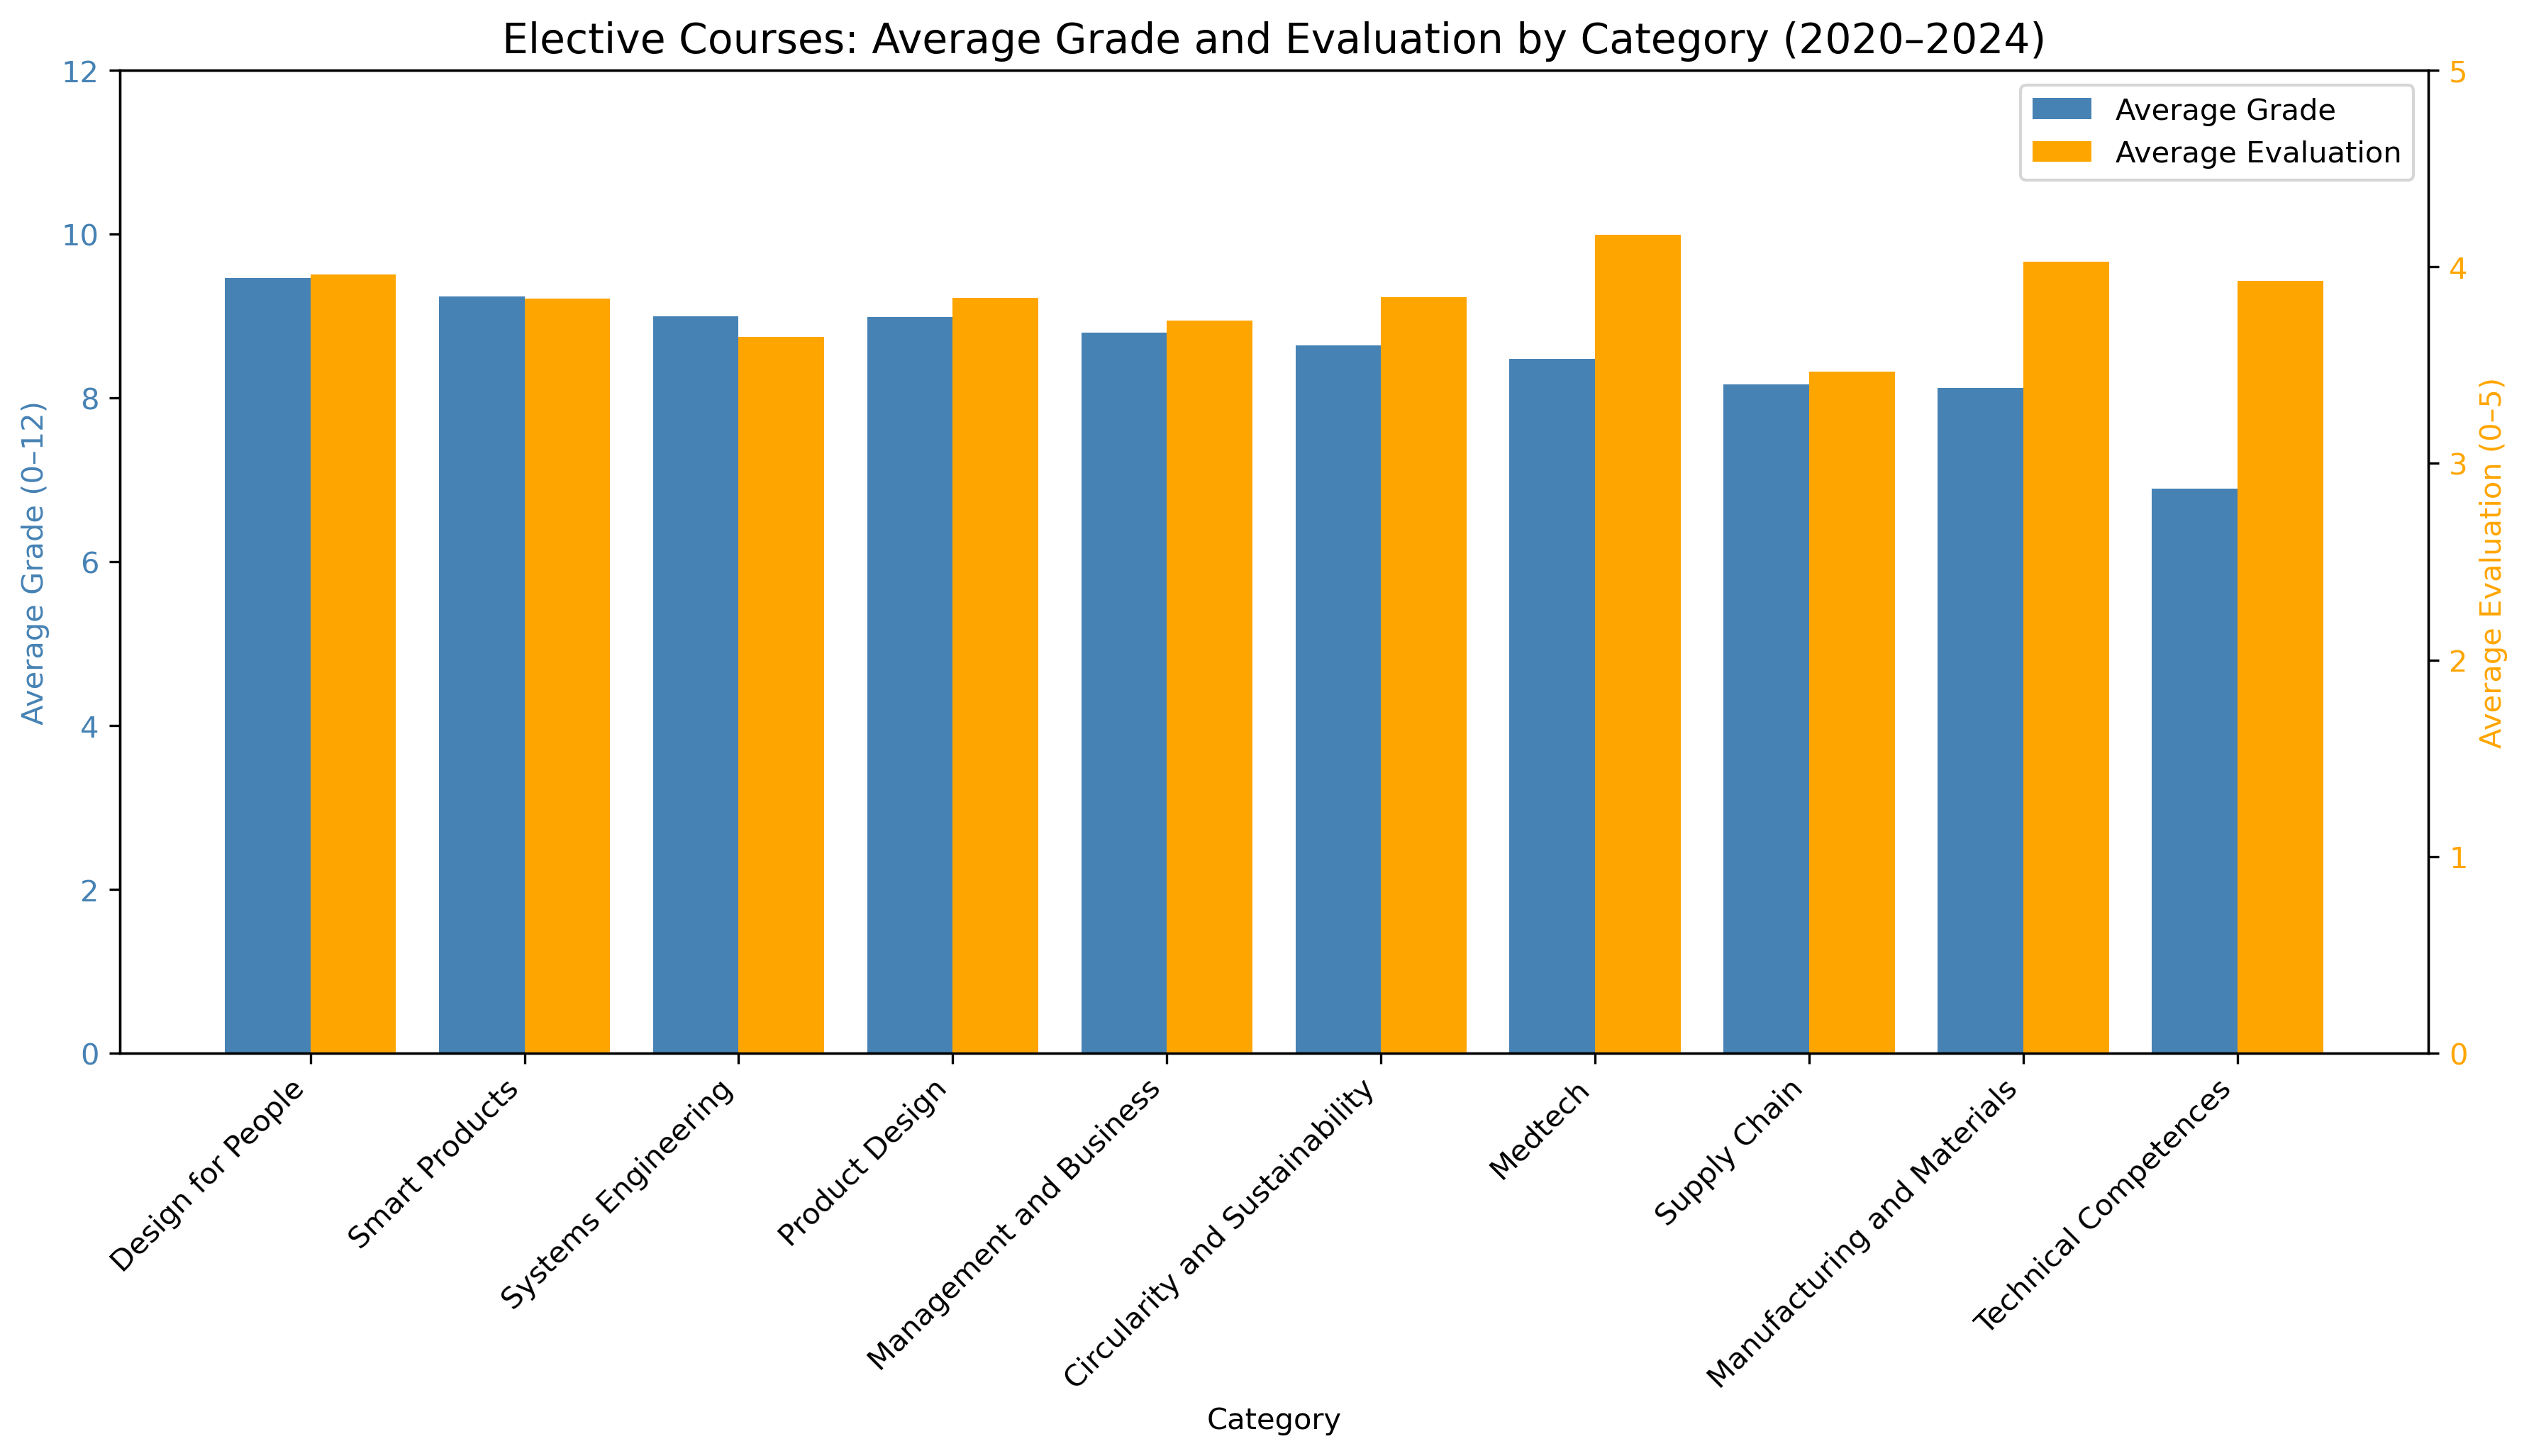 Elective Courses: Average Grade and Evaluation by Category (2020–2024)
Average Grade
Average Evaluation
Average Grade (0–12)
12
10
8
6
4
2
0
Average Evaluation (0–5)
5
4
3
2
1
0
Design for People
Smart Products
Systems Engineering
Product Design
Management and Business
Circularity and Sustainability
Medtech
Supply Chain
Manufacturing and Materials
Technical Competences
Category